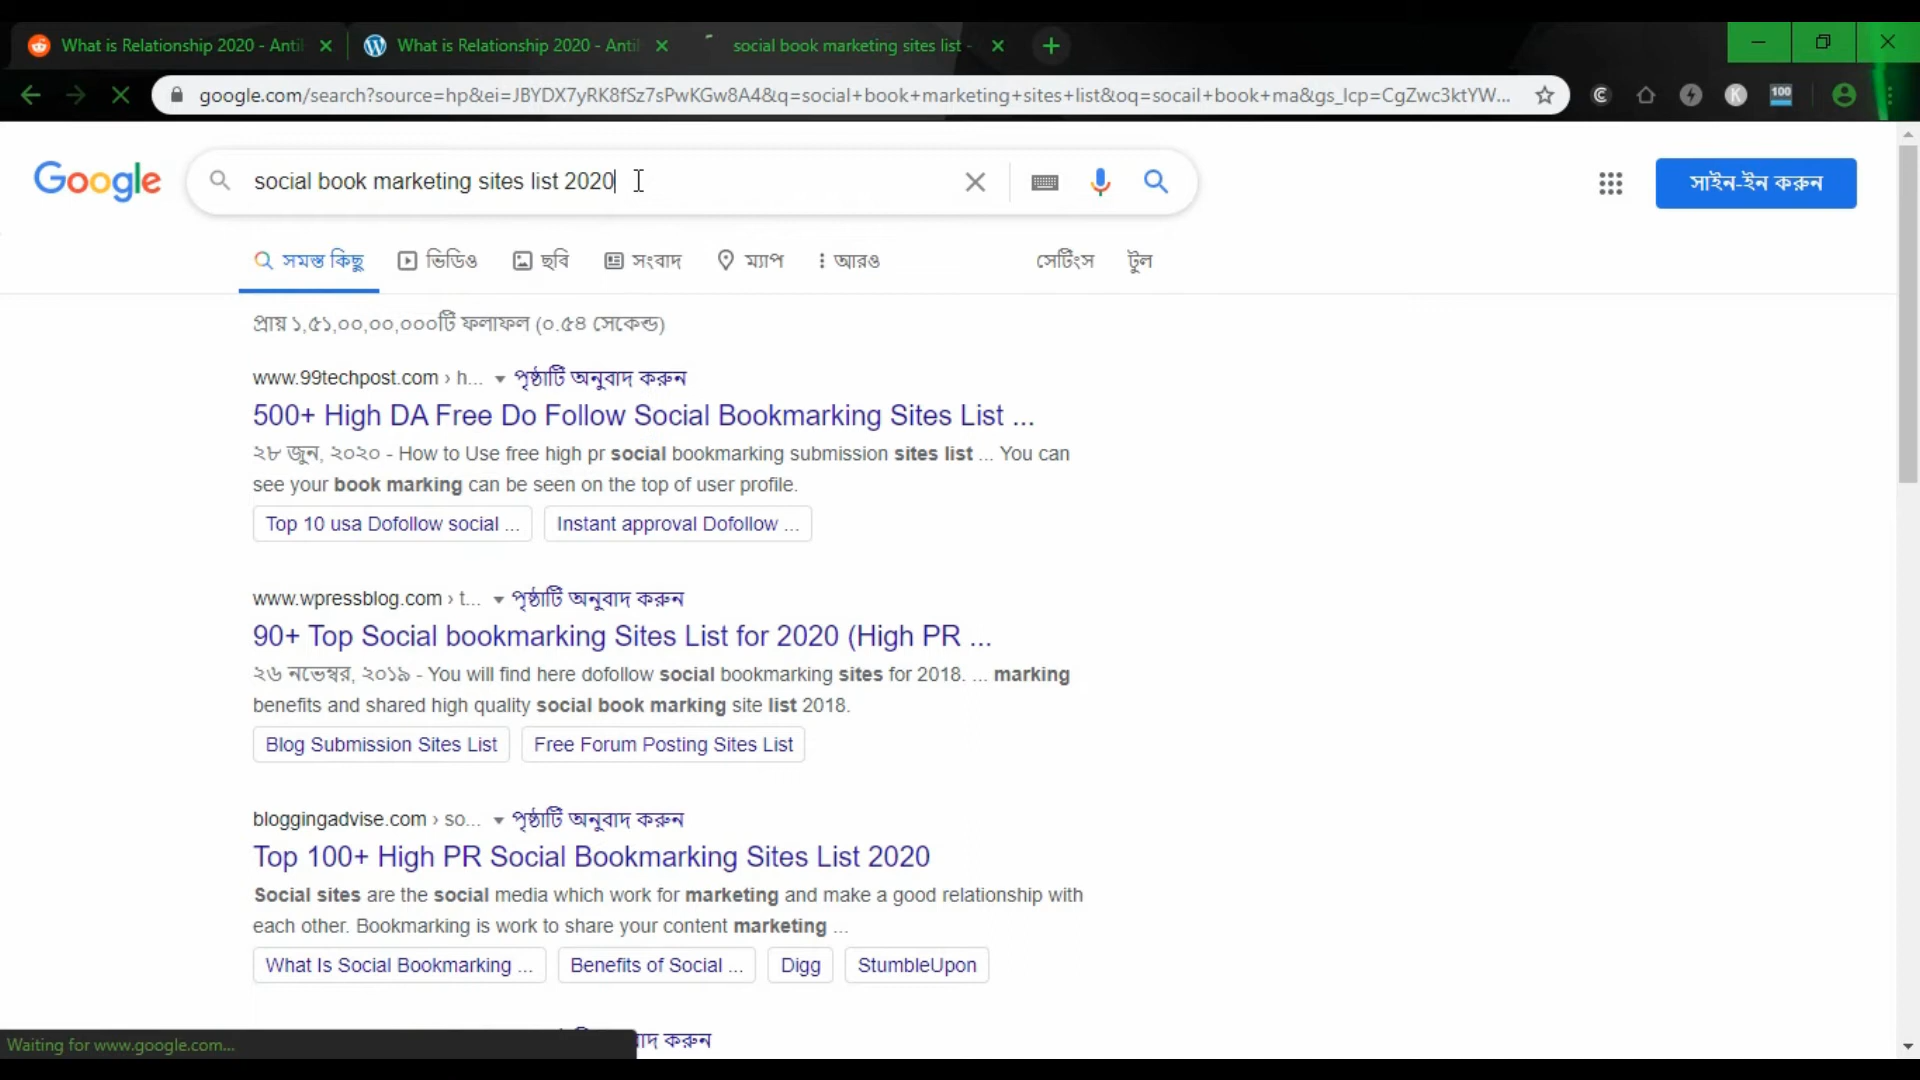 What is Relationship 2020 - Anti
What is Relationship 2020 - Anti
social book marketing sites list -
google.com/search?source=hp&ei=JBYDX7yRK8fSz7sPwKGw8A4&q=social+book+marketing+sites+list&oq=socail+book+ma&gs_lcp=CgZwc3ktYW...
100
Google
social book marketing sites list 2020
সাইন-ইন করুন
সমস্ত কিছু ভিডিও ছবি সংবাদ ম্যাপ আরও সেটিংস টুল
প্রায় ১,৫১,০০,০০,০০০টি ফলাফল (০.৫৪ সেকেন্ড)
www.99techpost.com › h... পৃষ্ঠাটি অনুবাদ করুন
500+ High DA Free Do Follow Social Bookmarking Sites List ...
২৮ জুন, ২০২০ - How to Use free high pr social bookmarking submission sites list ... You can
see your book marking can be seen on the top of user profile.
Top 10 usa Dofollow social ... Instant approval Dofollow ...
www.wpressblog.com › t... পৃষ্ঠাটি অনুবাদ করুন
90+ Top Social bookmarking Sites List for 2020 (High PR ...
২৬ নভেম্বর, ২০১৯ - You will find here dofollow social bookmarking sites for 2018. ... marking
benefits and shared high quality social book marking site list 2018.
Blog Submission Sites List Free Forum Posting Sites List
bloggingadvise.com › so... পৃষ্ঠাটি অনুবাদ করুন
Top 100+ High PR Social Bookmarking Sites List 2020
Social sites are the social media which work for marketing and make a good relationship with
each other. Bookmarking is work to share your content marketing ...
What Is Social Bookmarking ... Benefits of Social ... Digg StumbleUpon
করুন
Waiting for www.google.com...